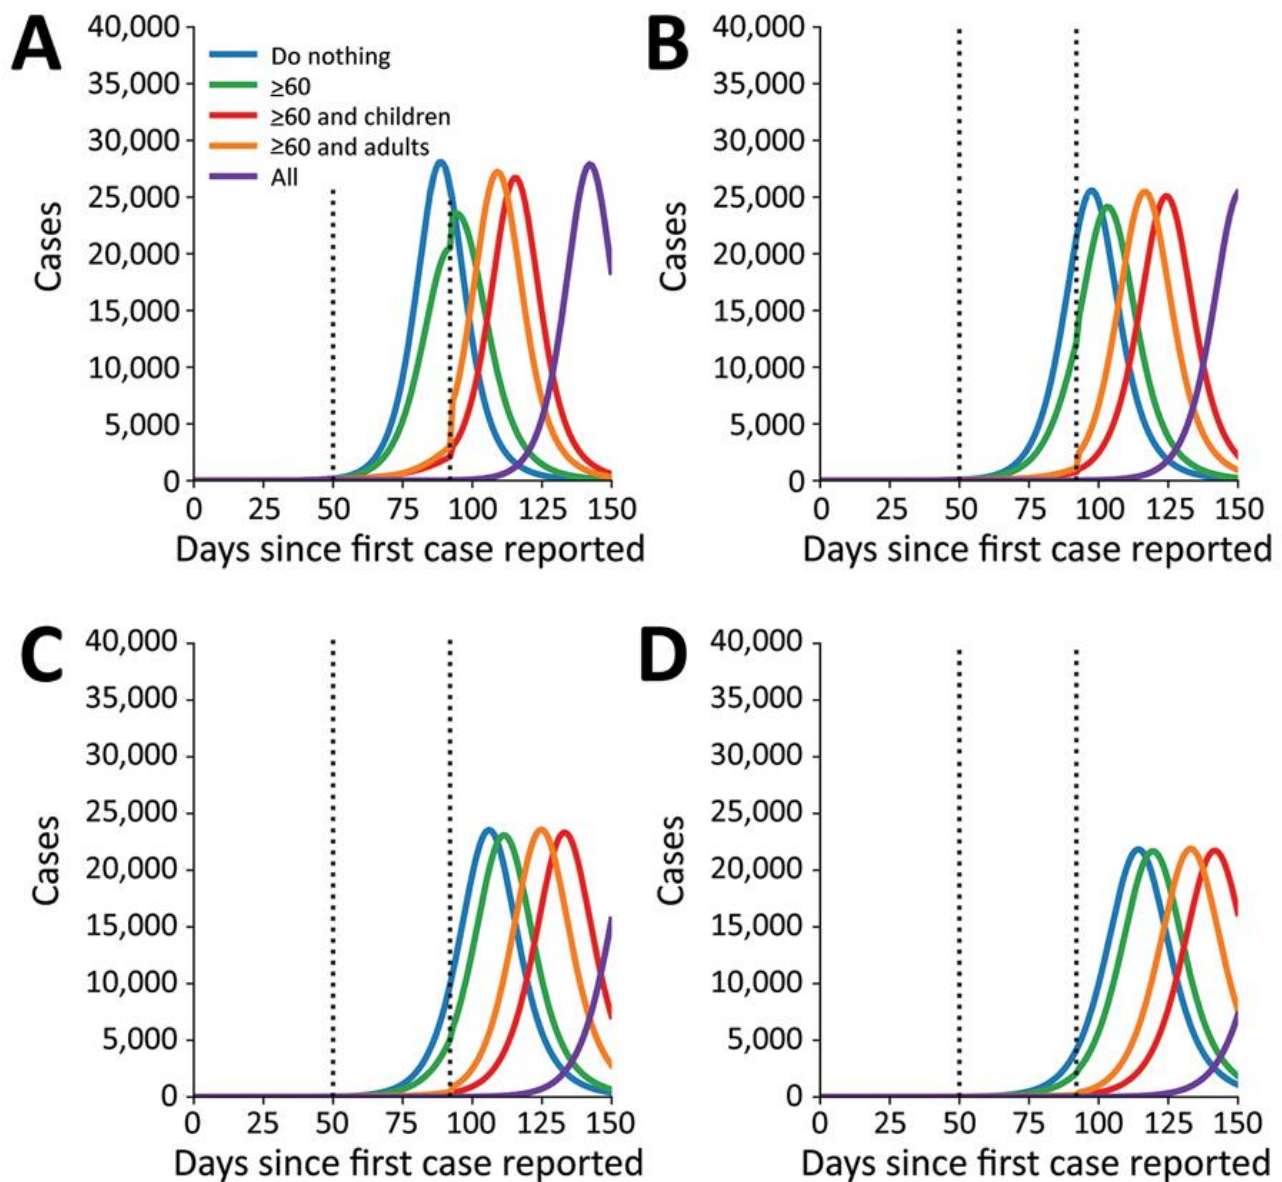 A
40,000
35,000
30,000
25,000
20,000
15,000
10,000
5,000
0
Cases
Do nothing
≥60
≥60 and children
≥60 and adults
All
0 25 50 75 100 125 150
Days since first case reported
B
40,000
35,000
30,000
25,000
20,000
15,000
10,000
5,000
0
Cases
0 25 50 75 100 125 150
Days since first case reported
C
40,000
35,000
30,000
25,000
20,000
15,000
10,000
5,000
0
Cases
0 25 50 75 100 125 150
Days since first case reported
D
40,000
35,000
30,000
25,000
20,000
15,000
10,000
5,000
0
Cases
0 25 50 75 100 125 150
Days since first case reported